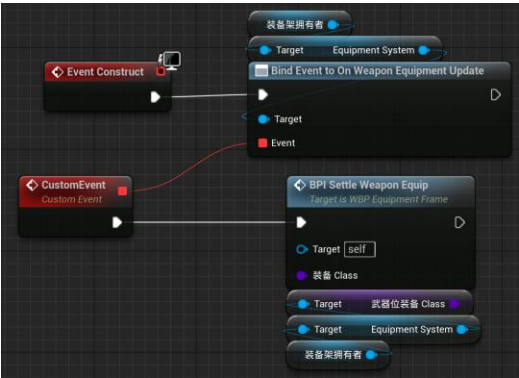 装备架拥有者
Target Equipment System
Event Construct
Bind Event to On Weapon Equipment Update
Target
Event
CustomEvent
Custom Event
BPI Settle Weapon Equip
Target is WBP Equipment Frame
Target self
装备 Class
Target 武器位装备 Class
Target Equipment System
装备架拥有者